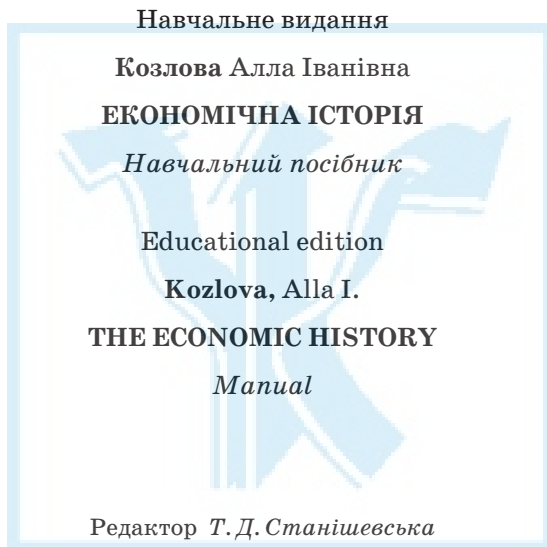 Навчальне видання
Козлова Алла Іванівна
ЕКОНОМІЧНА ІСТОРІЯ
Навчальний посібник
Educational edition
Kozlova, Alla I.
THE ECONOMIC HISTORY
Manual
Редактор Т. Д. Станішевська